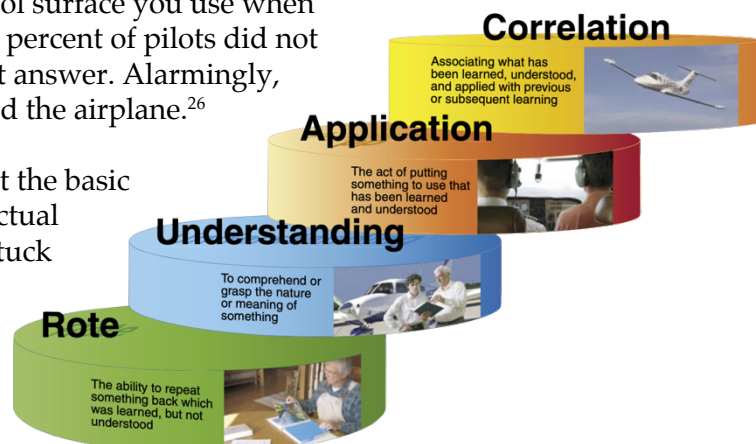 ol surface you use when
percent of pilots did not
t answer. Alarmingly,
d the airplane.26
t the basic
ctual
tuck
Correlation
Associating what has
been learned, understood,
and applied with previous
or subsequent learning
Application
The act of putting
something to use that
has been learned
and understood
Understanding
To comprehend or
grasp the nature
or meaning of
something
Rote
The ability to repeat
something back which
was learned, but not
understood